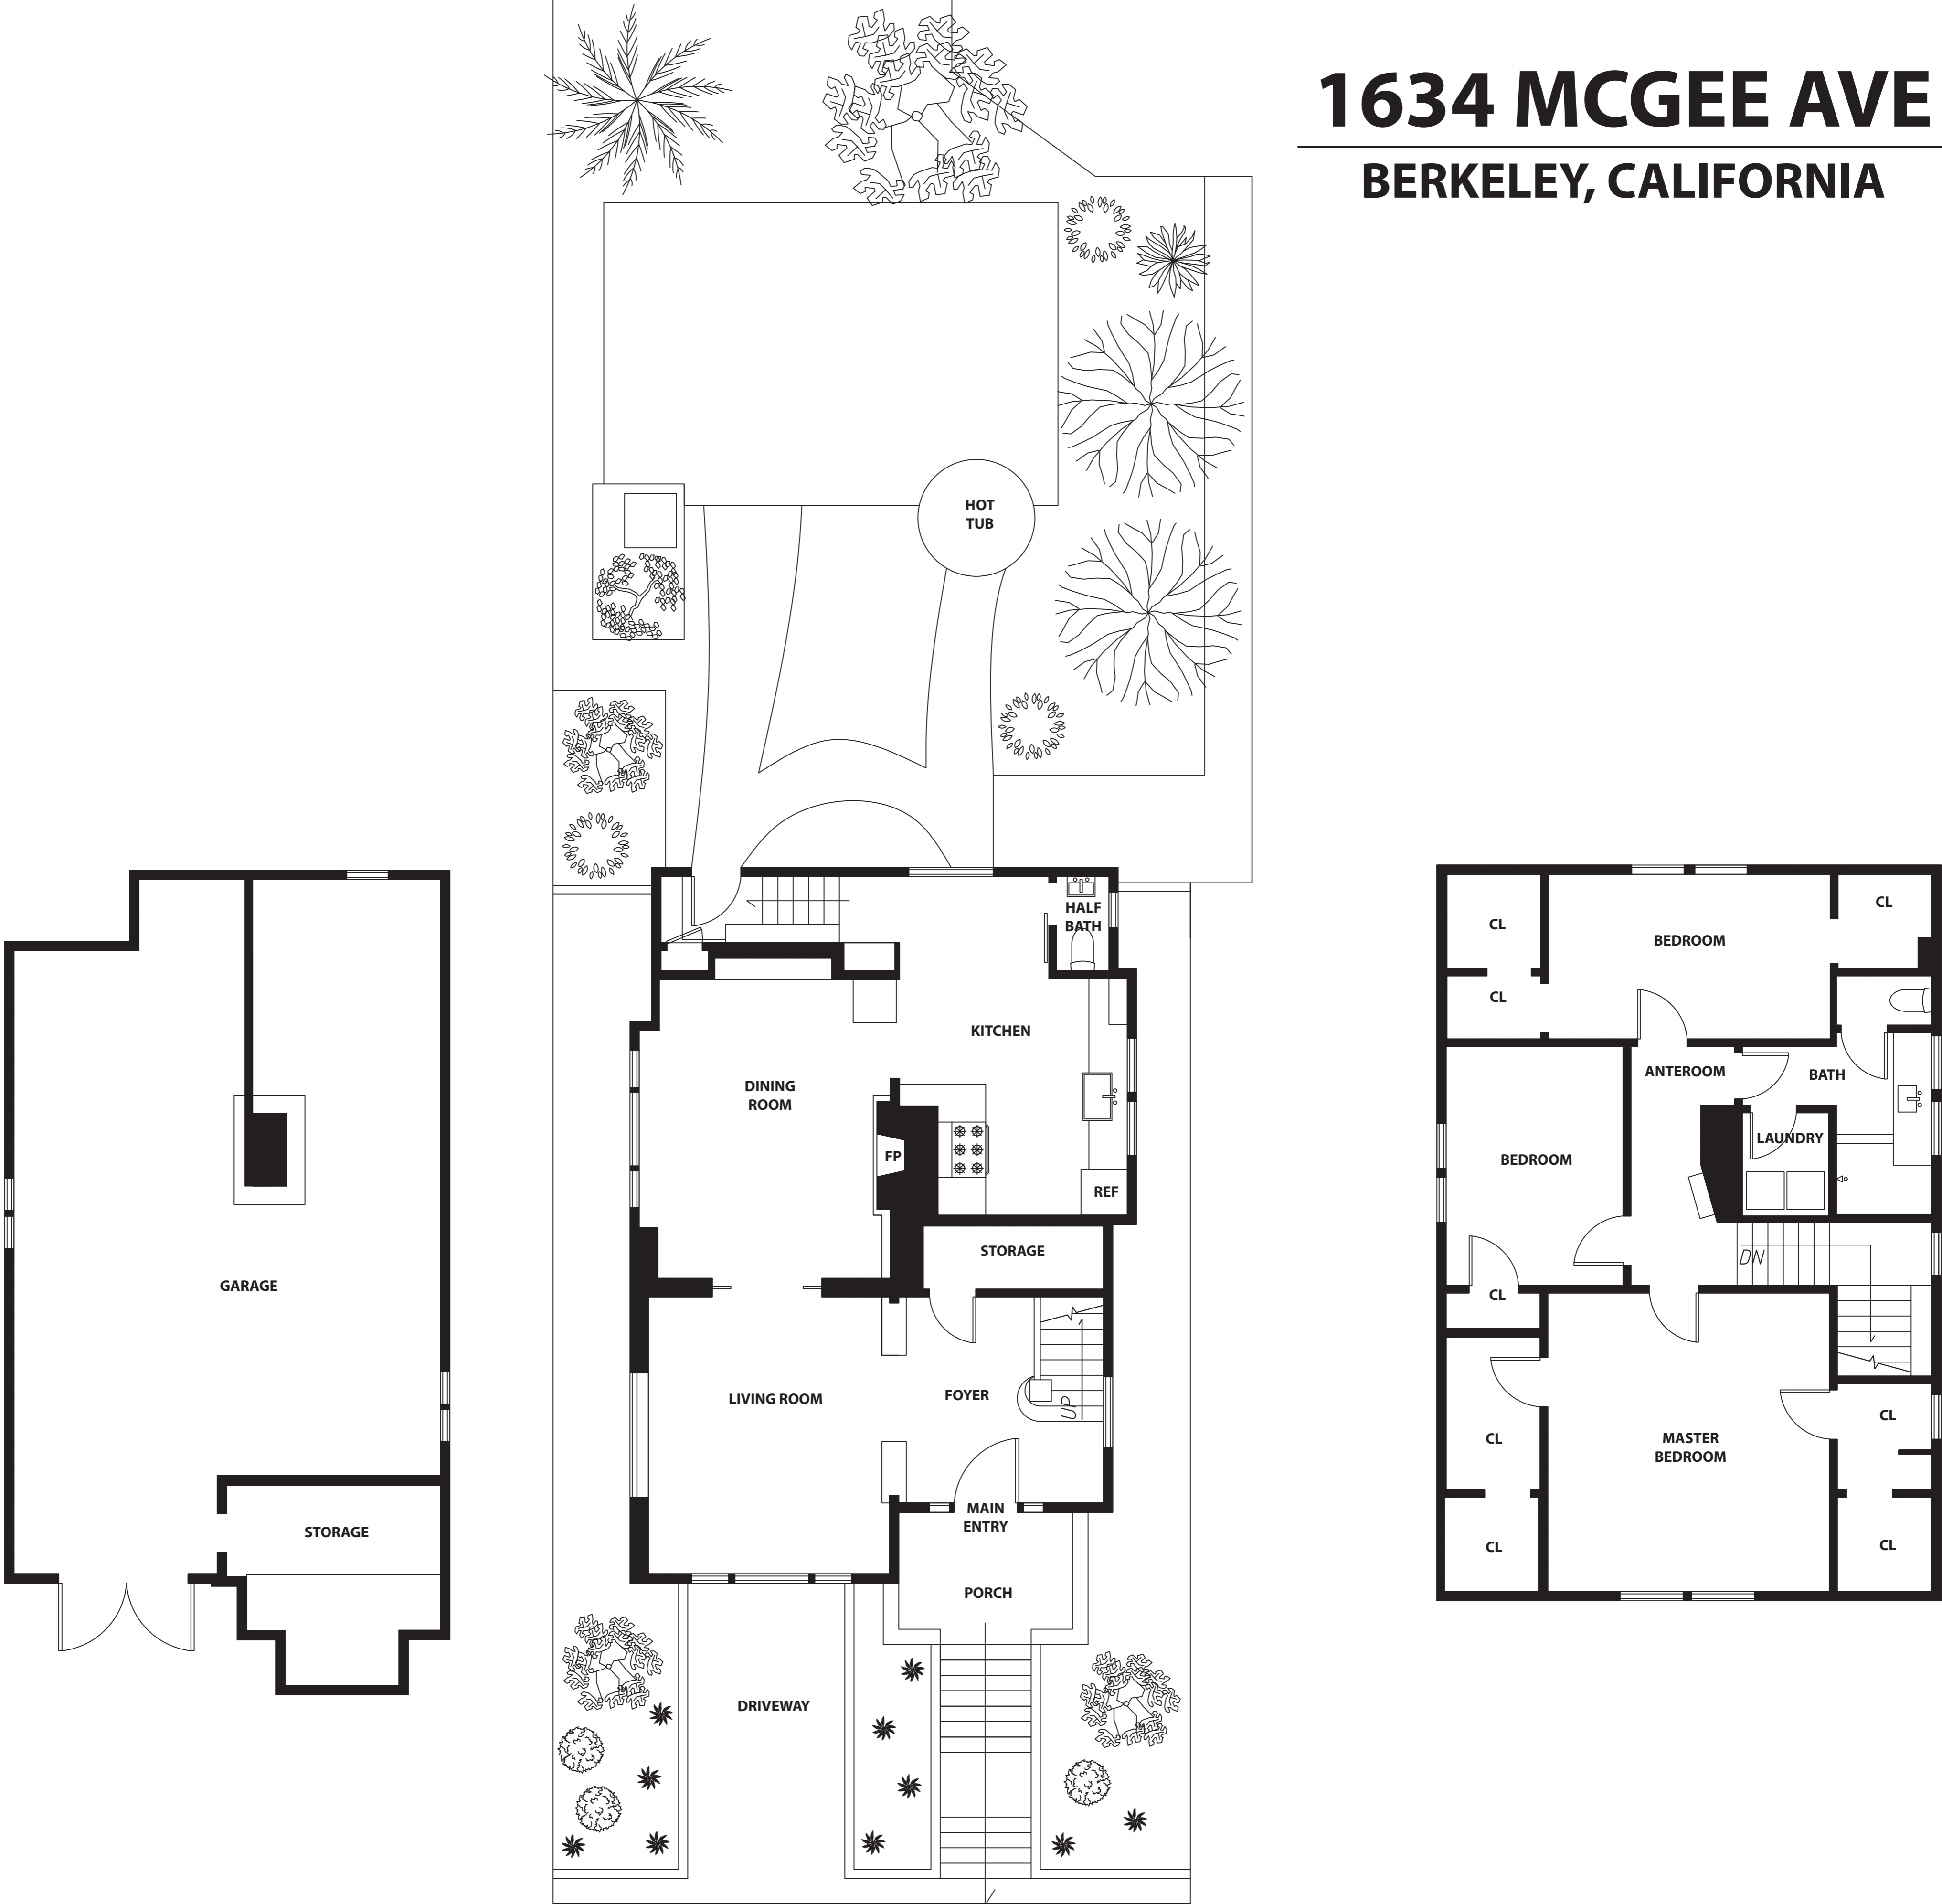 1634 MCGEE AVE
BERKELEY, CALIFORNIA
HOT
TUB
HALF
BATH
KITCHEN
DINING
ROOM
FP
REF
STORAGE
LIVING ROOM
FOYER
UP
MAIN
ENTRY
PORCH
DRIVEWAY
GARAGE
STORAGE
CL
CL
BEDROOM
CL
CL
ANTEROOM
BATH
LAUNDRY
BEDROOM
DN
CL
CL
MASTER
BEDROOM
CL
CL
CL